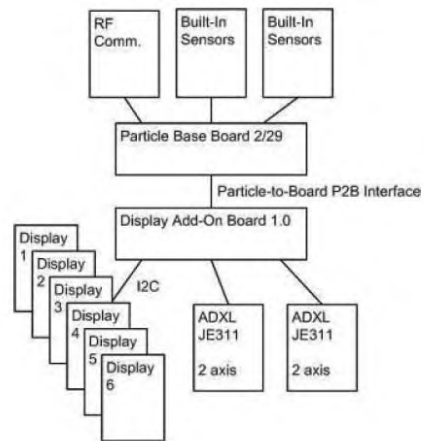 RF
Comm.
Built-In
Sensors
Built-In
Sensors
Particle Base Board 2/29
Particle-to-Board P2B Interface
Display Add-On Board 1.0
Display
1
Display
2
Display
3
Display
4
Display
5
Display
6
I2C
ADXL
JE311
2 axis
ADXL
JE311
2 axis